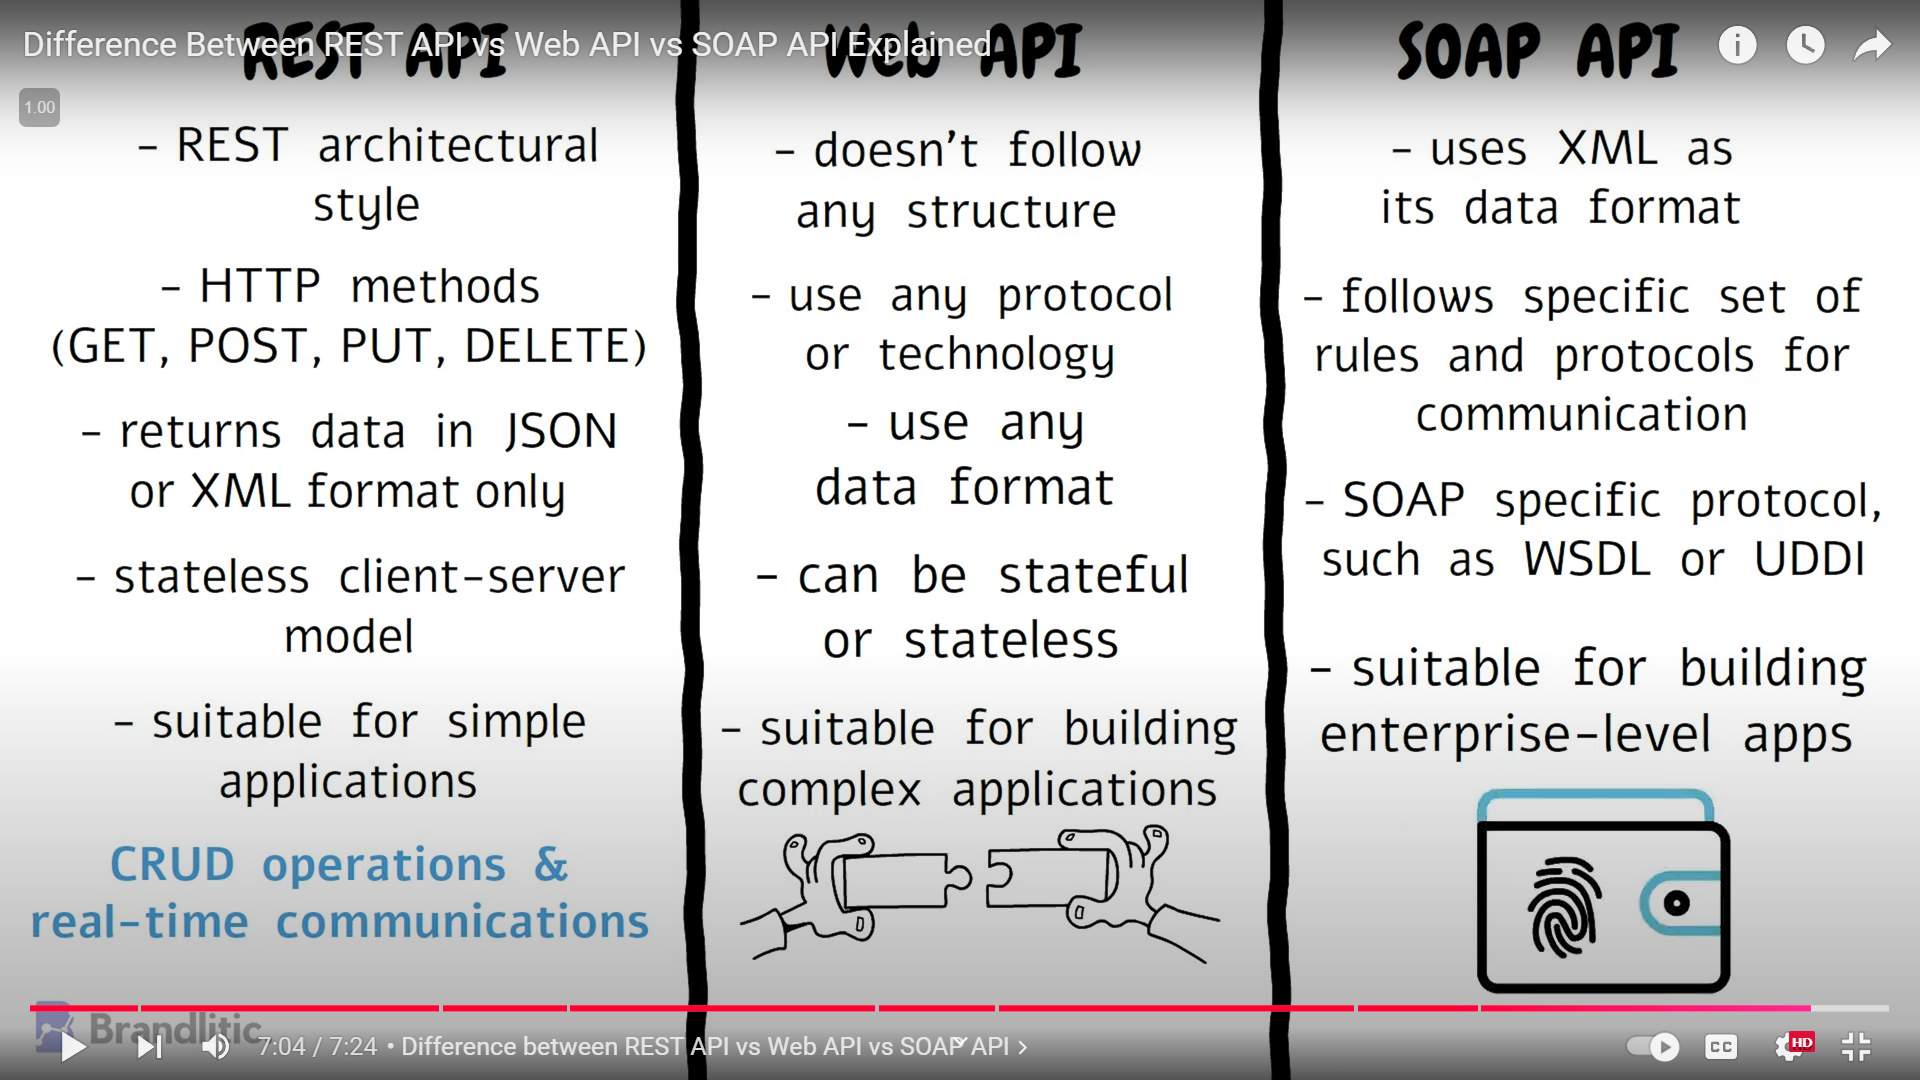 Difference Between REST API vs Web API vs SOAP API Explained
1.00
REST API
- REST architectural
style
- HTTP methods
(GET, POST, PUT, DELETE)
- returns data in JSON
or XML format only
- stateless client-server
model
- suitable for simple
applications
CRUD operations &
real-time communications
Web API
- doesn't follow
any structure
- use any protocol
or technology
- use any
data format
- can be stateful
or stateless
- suitable for building
complex applications
SOAP API
- uses XML as
its data format
- follows specific set of
rules and protocols for
communication
- SOAP specific protocol,
such as WSDL or UDDI
- suitable for building
enterprise-level apps
Brandlitic
7:04 / 7:24 • Difference between REST API vs Web API vs SOAP API
CC
HD